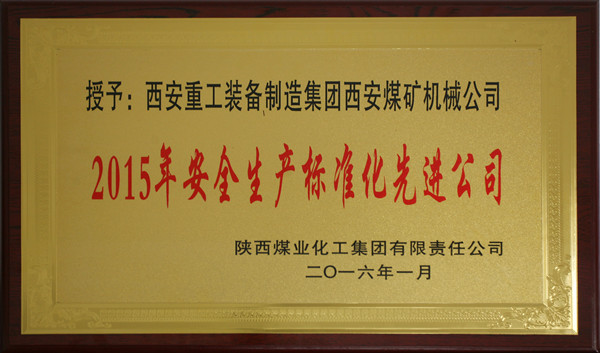 授予：西安重工装备制造集团西安煤矿机械公司
2015年安全生产标准化先进公司
陕西煤业化工集团有限责任公司
二〇一六年一月